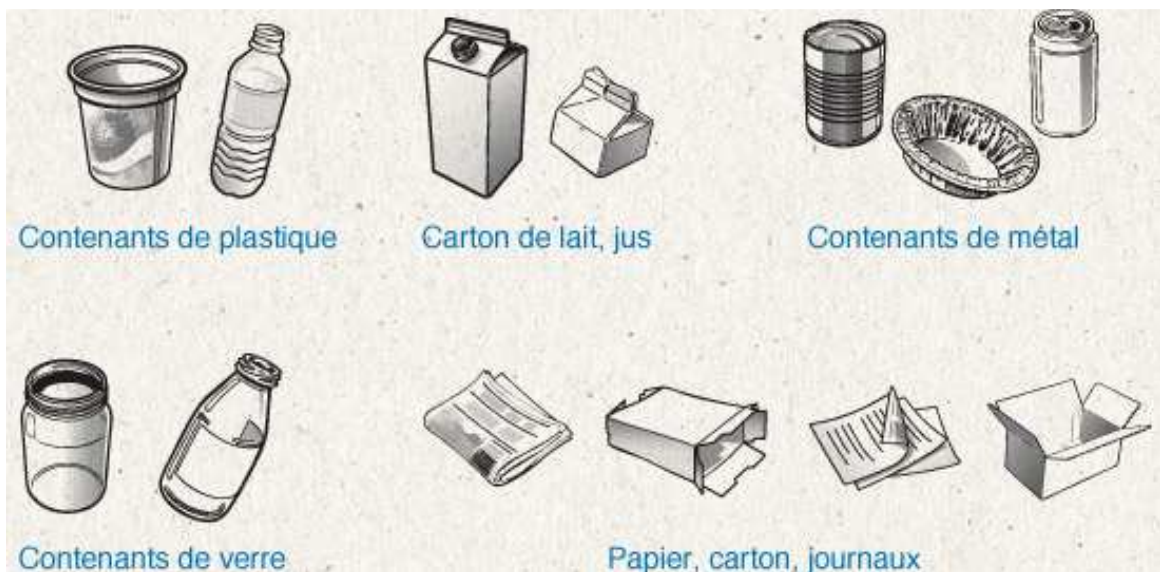 Contenants de plastique
Carton de lait, jus
Contenants de métal
Contenants de verre
Papier, carton, journaux